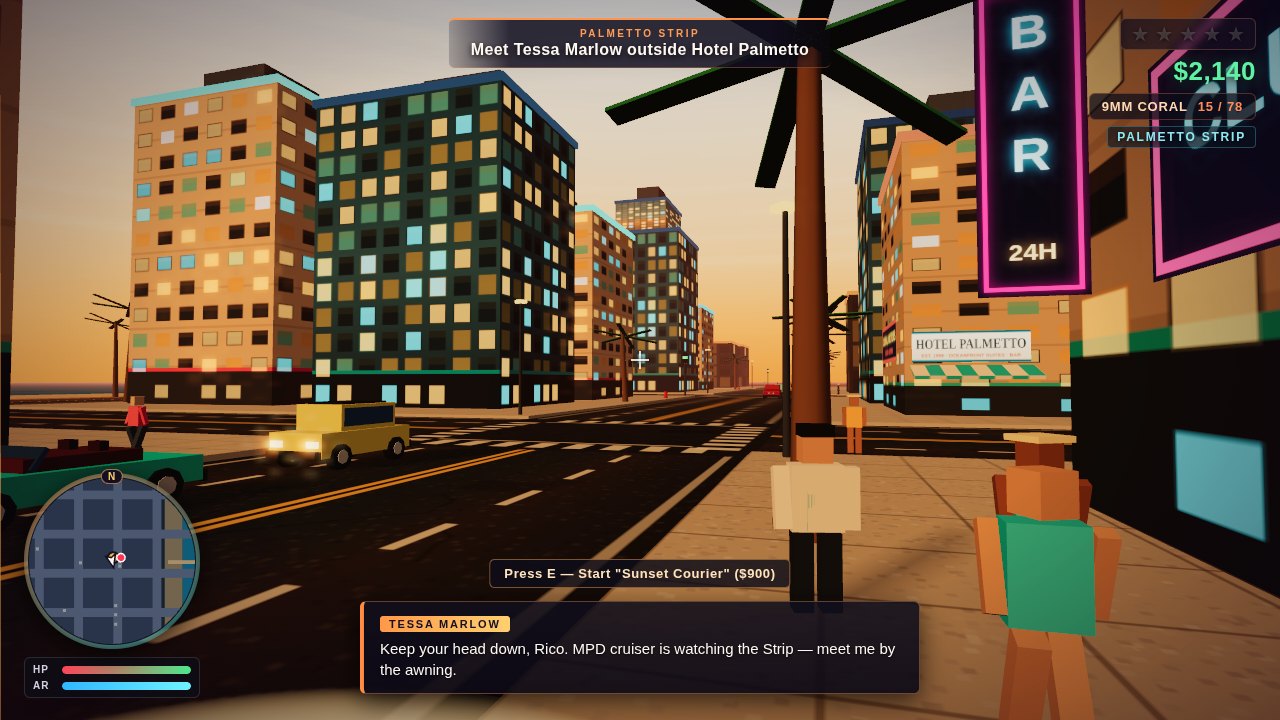 PALMETTO STRIP
Meet Tessa Marlow outside Hotel Palmetto
★★★★★
$2,140
9MM CORAL 15 / 78
PALMETTO STRIP
BAR
24H
HOTEL PALMETTO
Press E — Start "Sunset Courier" ($900)
TESSA MARLOW
Keep your head down, Rico. MPD cruiser is watching the Strip — meet me by
the awning.
N
HP
AR